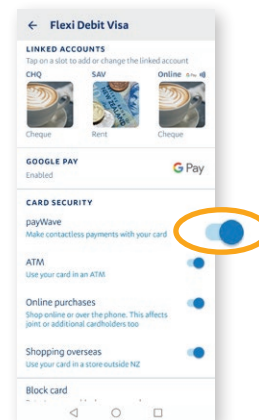 ← Flexi Debit Visa
LINKED ACCOUNTS
Tap on a slot to add or change the linked account
CHQ SAV Online
Cheque Rent Cheque
GOOGLE PAY
Enabled
G Pay
CARD SECURITY
payWave
Make contactless payments with your card
ATM
Use your card in an ATM
Online purchases
Shop online or over the phone. This affects
joint or additional cardholders too
Shopping overseas
Use your card in a store outside NZ
Block card